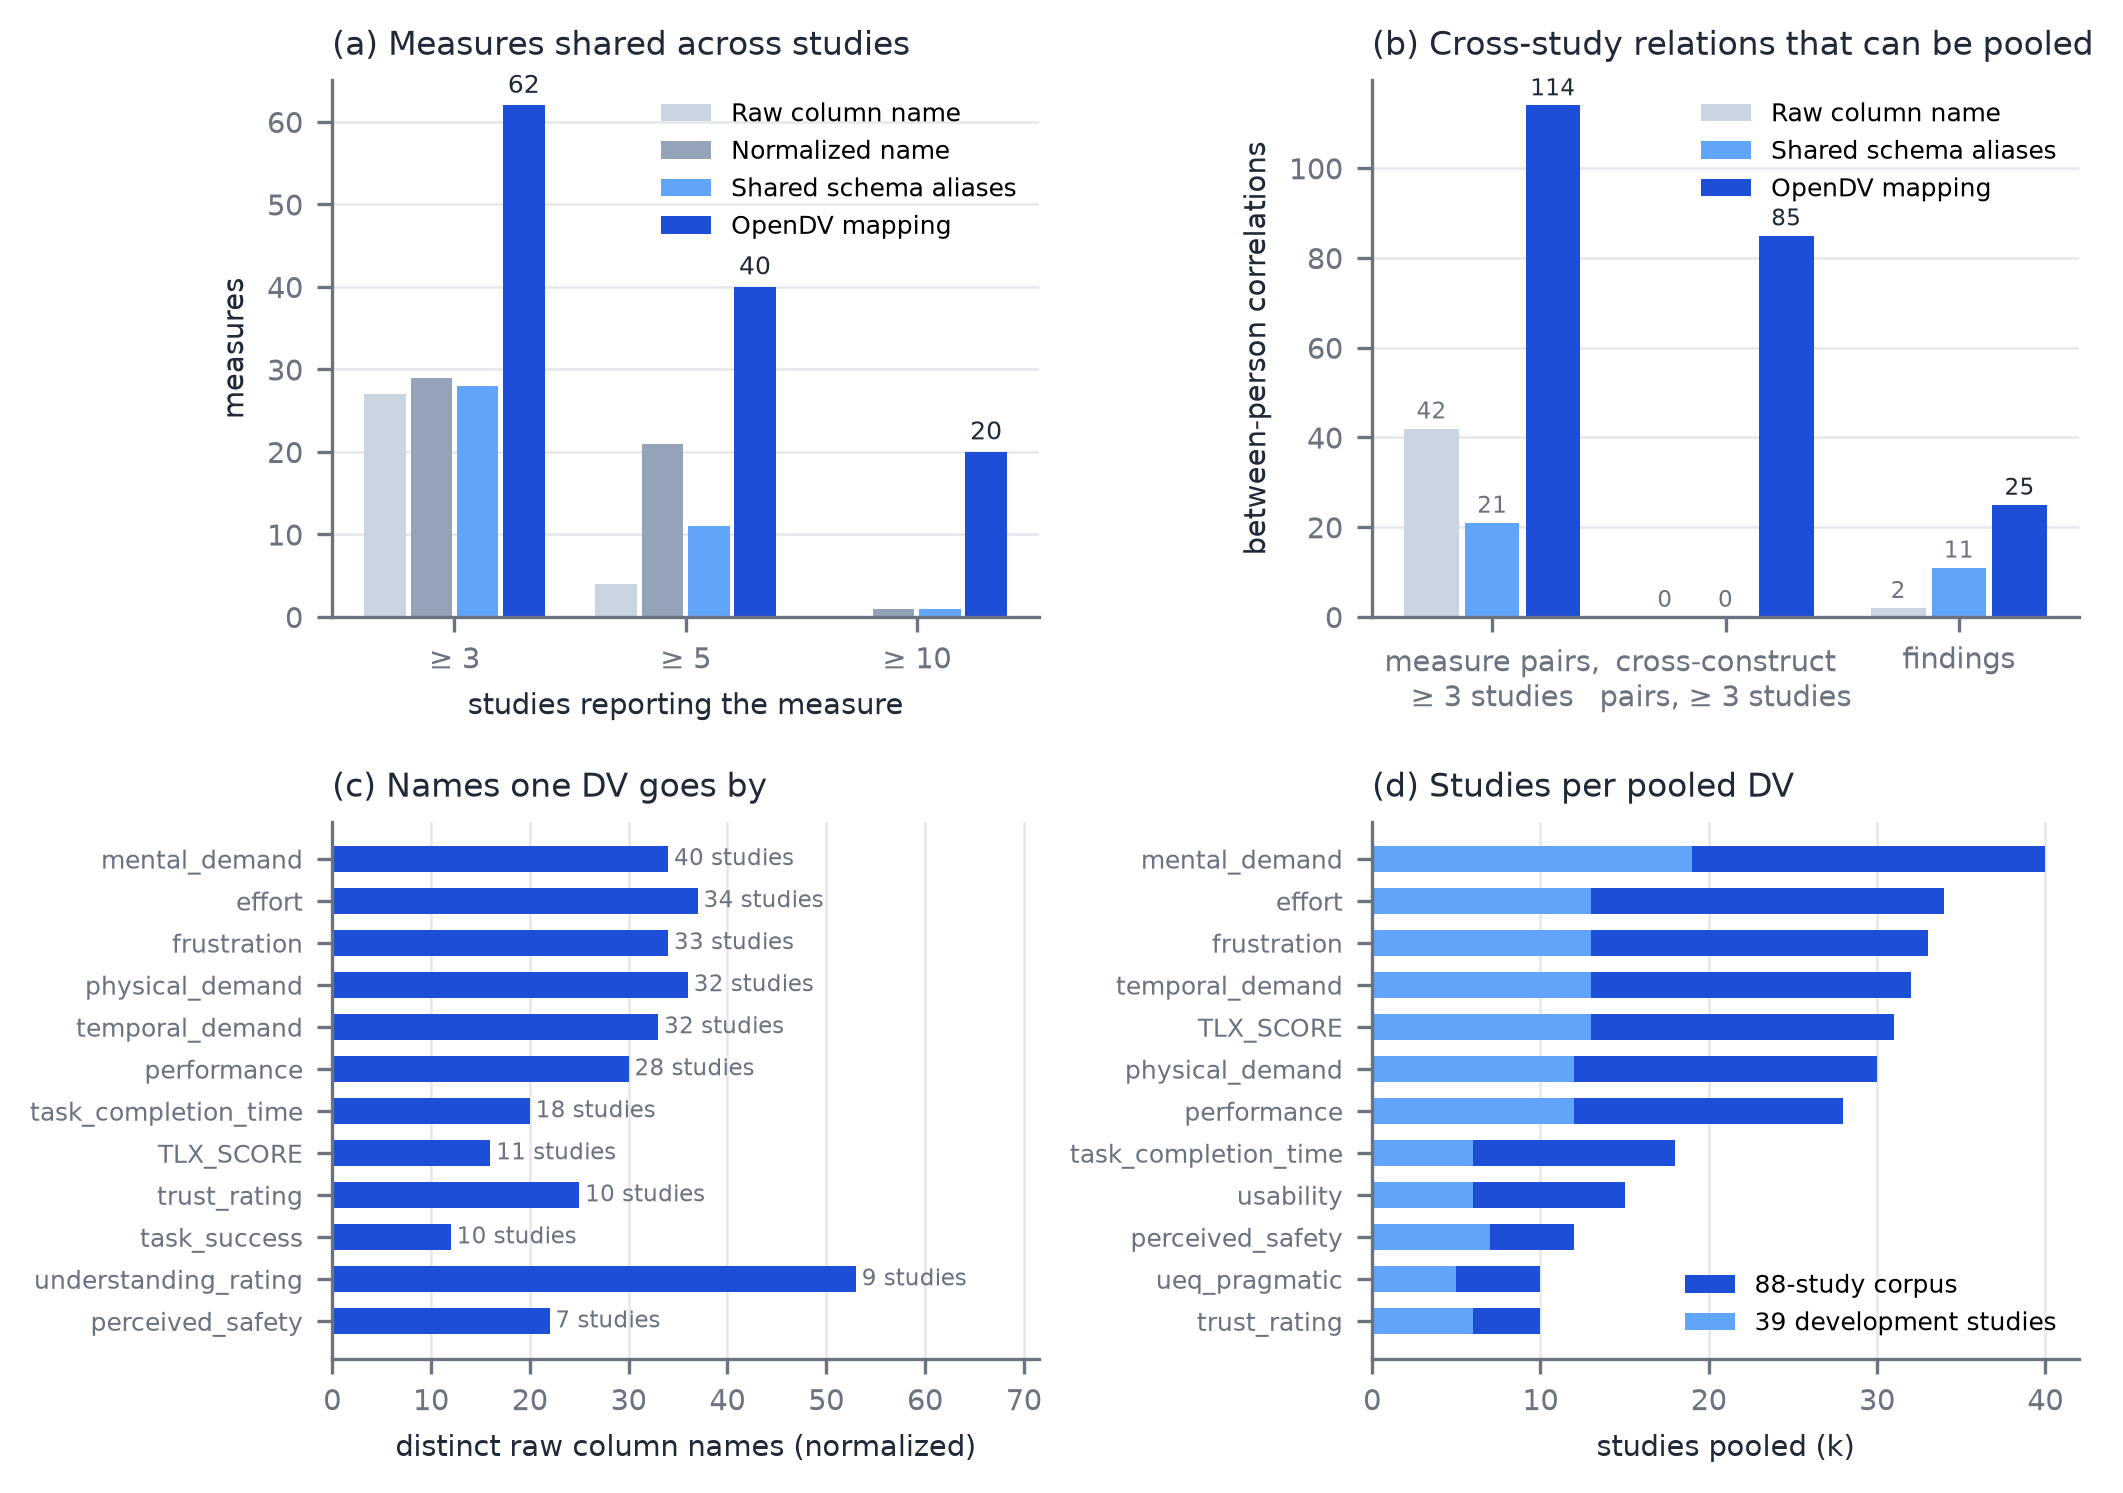 (a) Measures shared across studies
62
40
20
Raw column name
Normalized name
Shared schema aliases
OpenDV mapping
measures
0
10
20
30
40
50
60
≥ 3
≥ 5
≥ 10
studies reporting the measure
(b) Cross-study relations that can be pooled
114
85
42
21
0
0
2
11
25
Raw column name
Shared schema aliases
OpenDV mapping
between-person correlations
0
20
40
60
80
100
measure pairs,
≥ 3 studies
cross-construct
pairs, ≥ 3 studies
findings
(c) Names one DV goes by
mental_demand
40 studies
effort
34 studies
frustration
33 studies
physical_demand
32 studies
temporal_demand
32 studies
performance
28 studies
task_completion_time
18 studies
TLX_SCORE
11 studies
trust_rating
10 studies
task_success
10 studies
understanding_rating
9 studies
perceived_safety
7 studies
0
10
20
30
40
50
60
70
distinct raw column names (normalized)
(d) Studies per pooled DV
mental_demand
effort
frustration
temporal_demand
TLX_SCORE
physical_demand
performance
task_completion_time
usability
perceived_safety
ueq_pragmatic
trust_rating
88-study corpus
39 development studies
0
10
20
30
40
studies pooled (k)